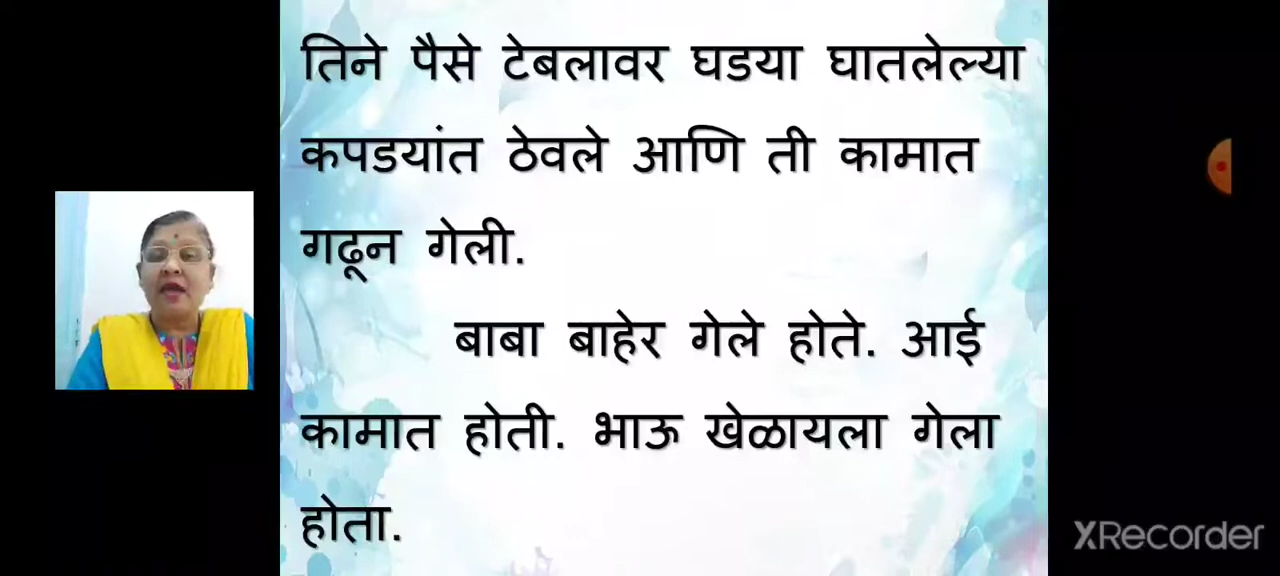 तिने पैसे टेबलावर घडया घातलेल्या
कपडयांत ठेवले आणि ती कामात
गढून गेली.
बाबा बाहेर गेले होते. आई
कामात होती. भाऊ खेळायला गेला
होता.
XRecorder